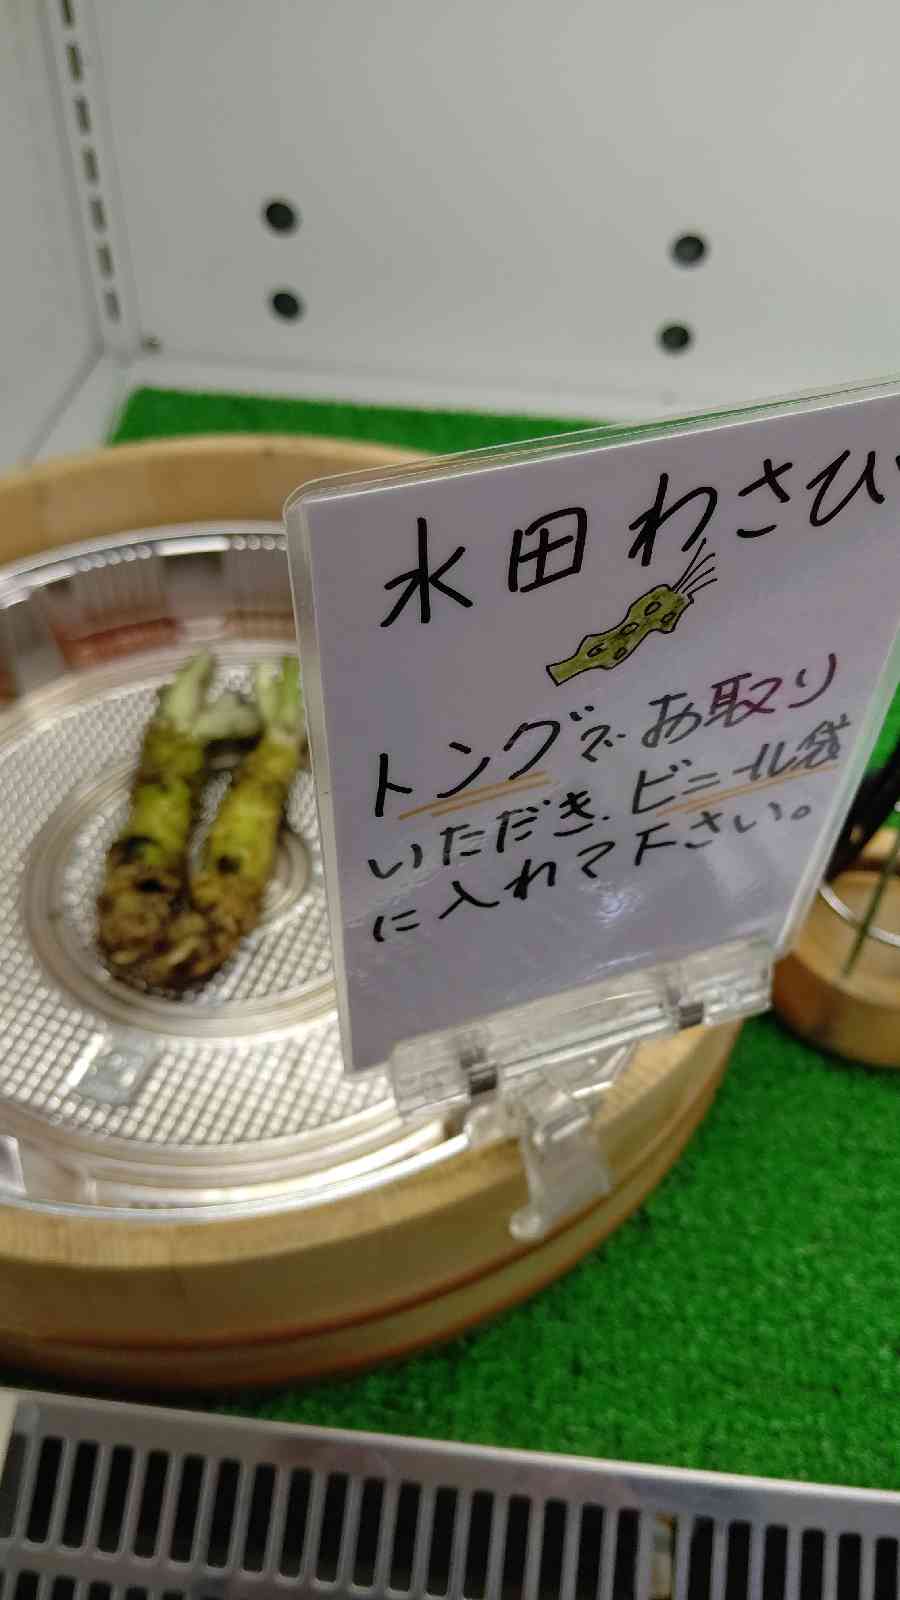 水田わさび
トングでお取り
いただき、ビニール袋
に入れて下さい。